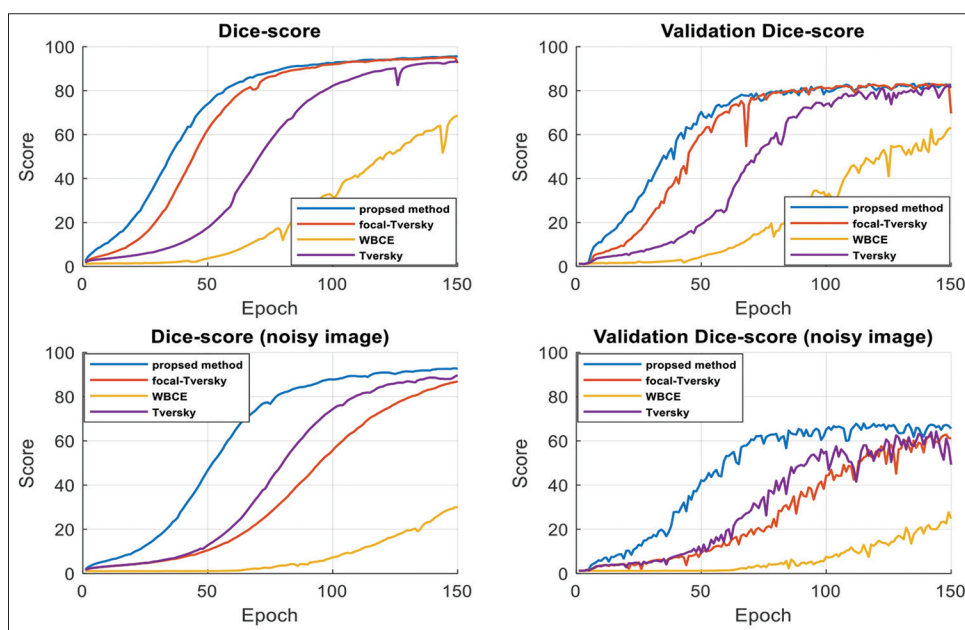 Dice-score
100
80
60
40
20
0
Score
propsed method
focal-Tversky
WBCE
Tversky
50
100
150
Epoch
Validation Dice-score
100
80
60
40
20
0
Score
propsed method
focal-Tversky
WBCE
Tversky
50
100
150
Epoch
Dice-score (noisy image)
100
80
60
40
20
0
Score
propsed method
focal-Tversky
WBCE
Tversky
50
100
150
Epoch
Validation Dice-score (noisy image)
100
80
60
40
20
0
Score
propsed method
focal-Tversky
WBCE
Tversky
50
100
150
Epoch